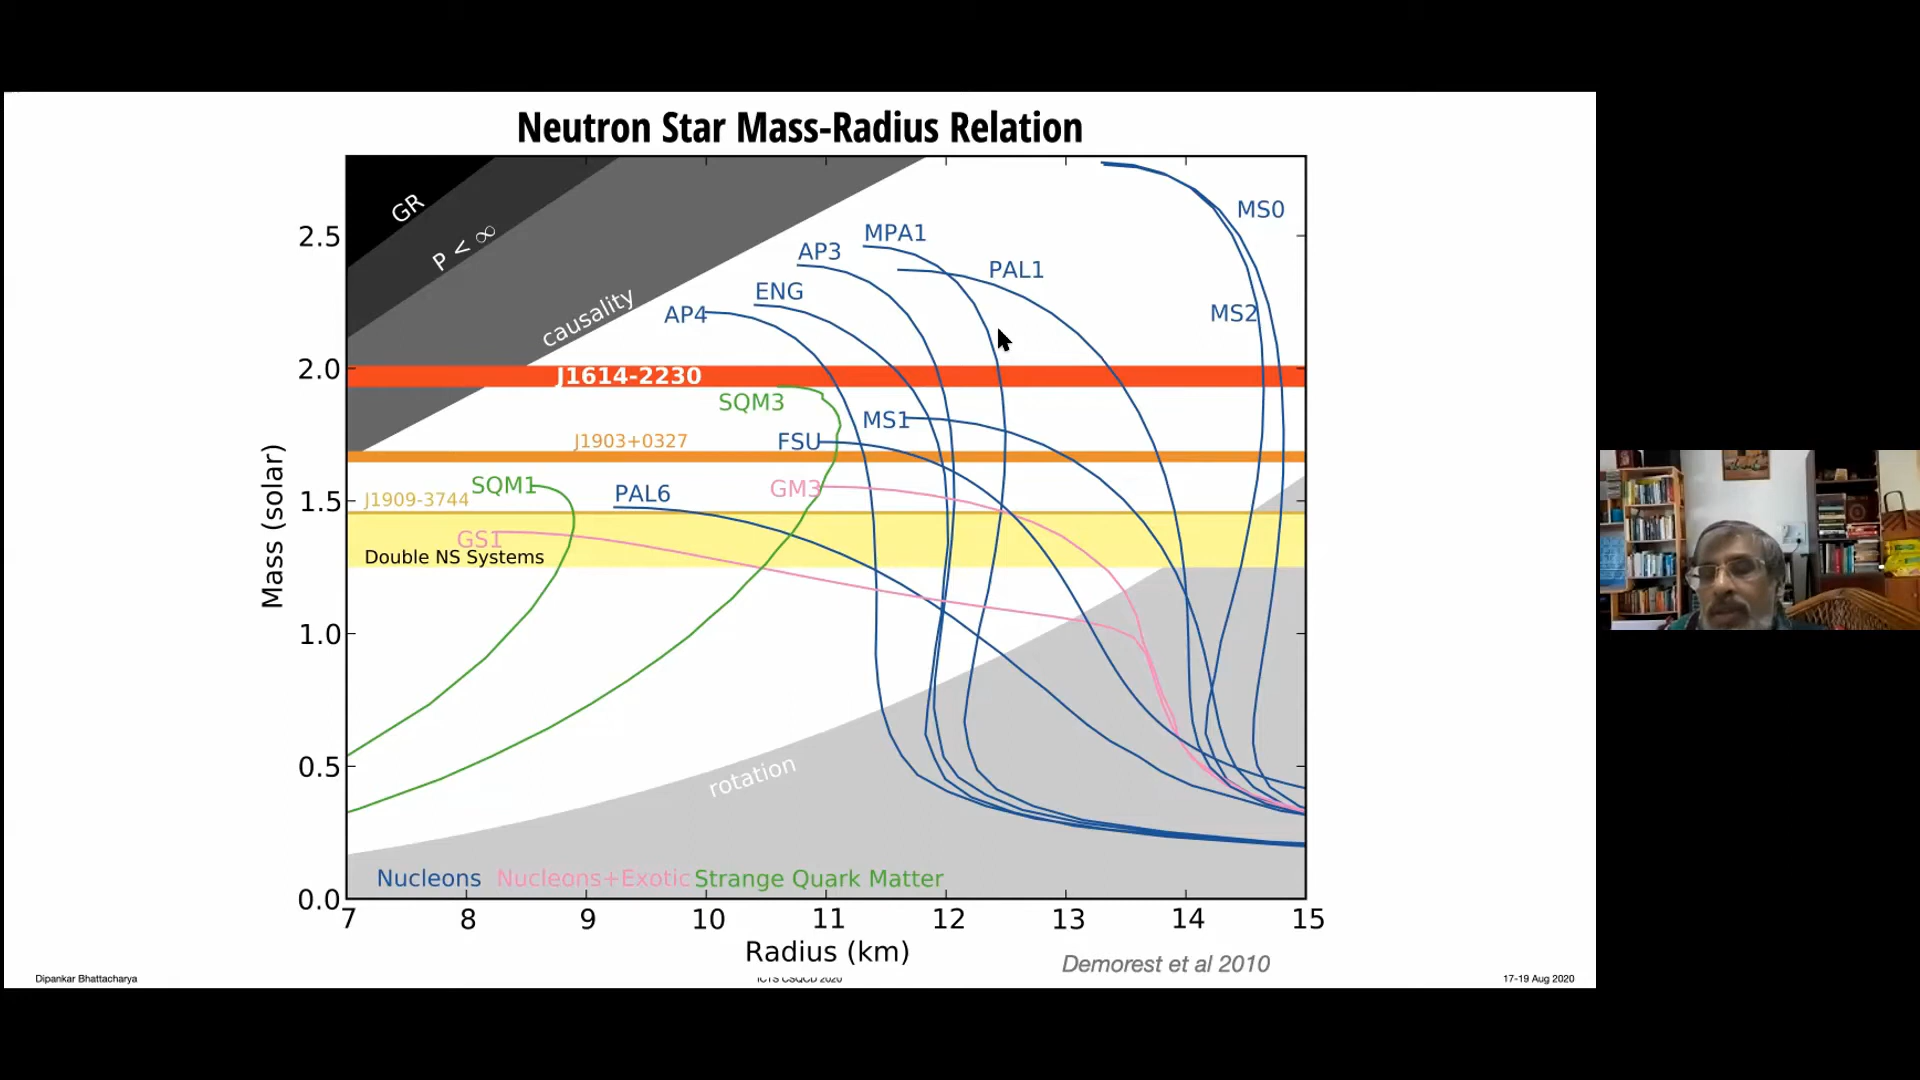 Neutron Star Mass-Radius Relation
GR
P < ∞
causality
MS0
MPA1
AP3
PAL1
ENG
AP4
MS2
J1614-2230
SQM3
MS1
J1903+0327
FSU
SQM1
J1909-3744
PAL6
GM3
GS1
Double NS Systems
rotation
Nucleons Nucleons+Exotic Strange Quark Matter
Mass (solar)
2.5
2.0
1.5
1.0
0.5
0.0
7 8 9 10 11 12 13 14 15
Radius (km)
Demorest et al 2010
Dipankar Bhattacharya
ICTS CSQCD 2020
17-19 Aug 2020